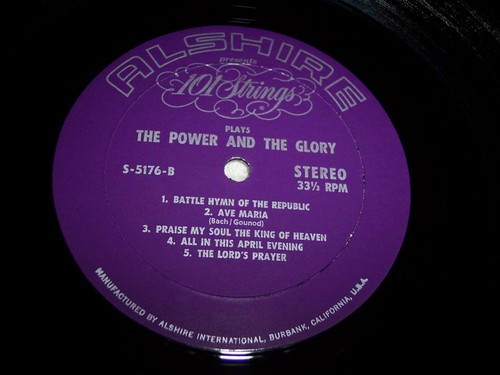 ALSHIRE
presents
101 Strings
PLAYS
THE POWER AND THE GLORY
S-5176-B
STEREO
33⅓ RPM
1. BATTLE HYMN OF THE REPUBLIC
2. AVE MARIA
(Bach/Gounod)
3. PRAISE MY SOUL THE KING OF HEAVEN
4. ALL IN THIS APRIL EVENING
5. THE LORD'S PRAYER
MANUFACTURED BY ALSHIRE INTERNATIONAL, BURBANK, CALIFORNIA, U.S.A.